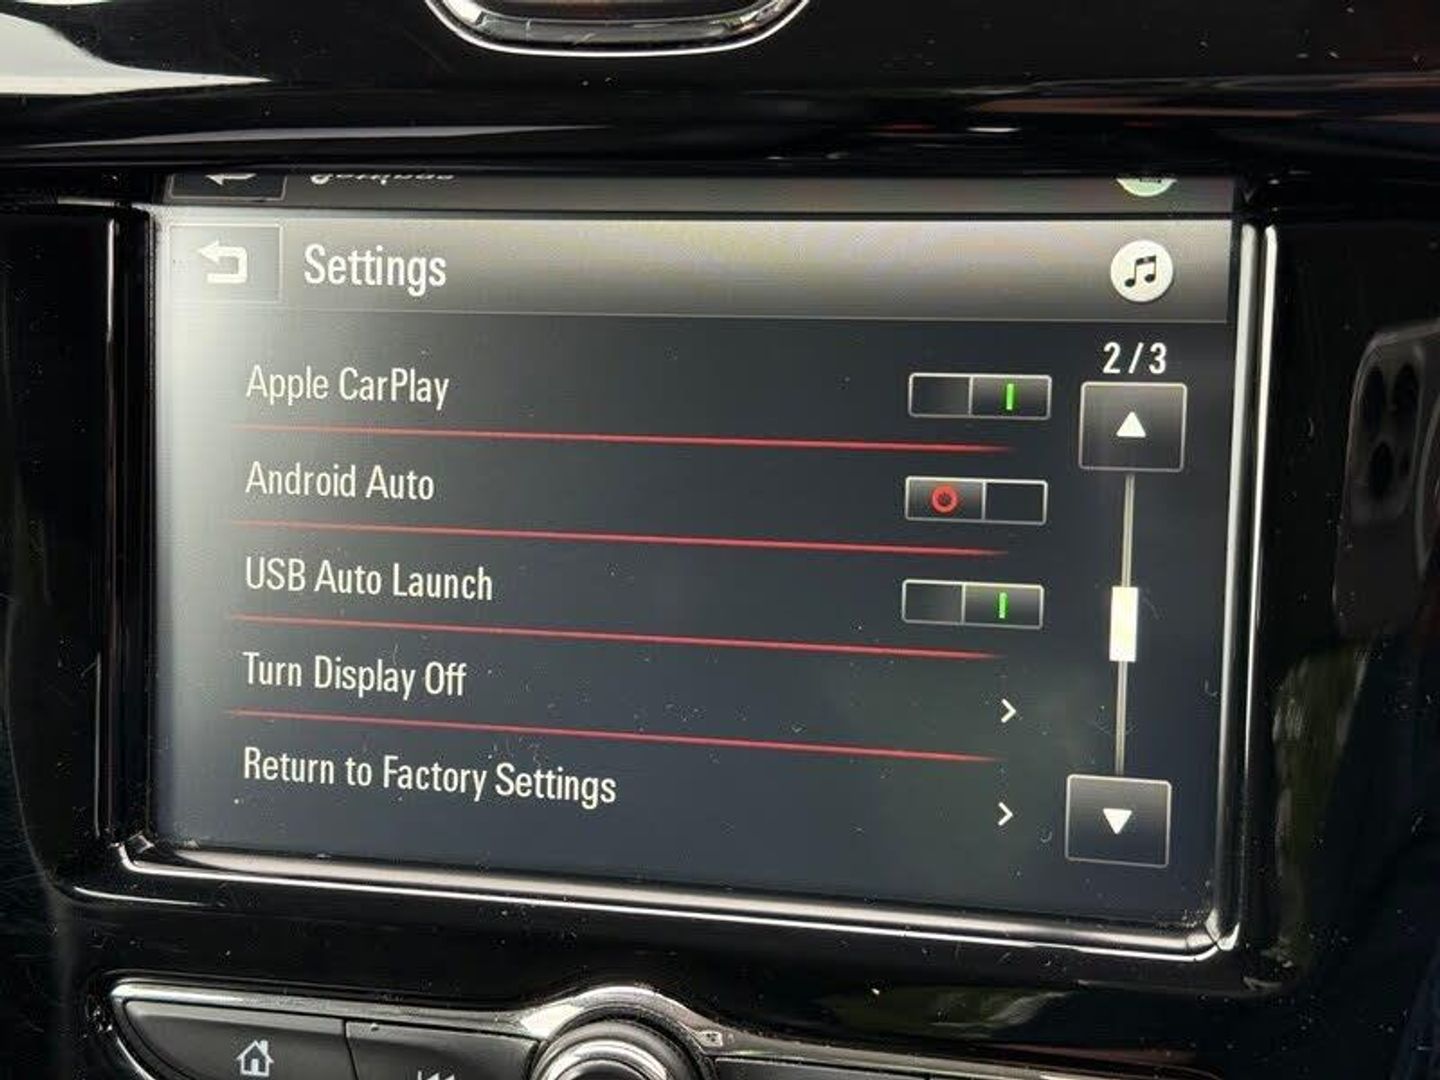 Settings
2/3
Apple CarPlay
Android Auto
USB Auto Launch
Turn Display Off
Return to Factory Settings